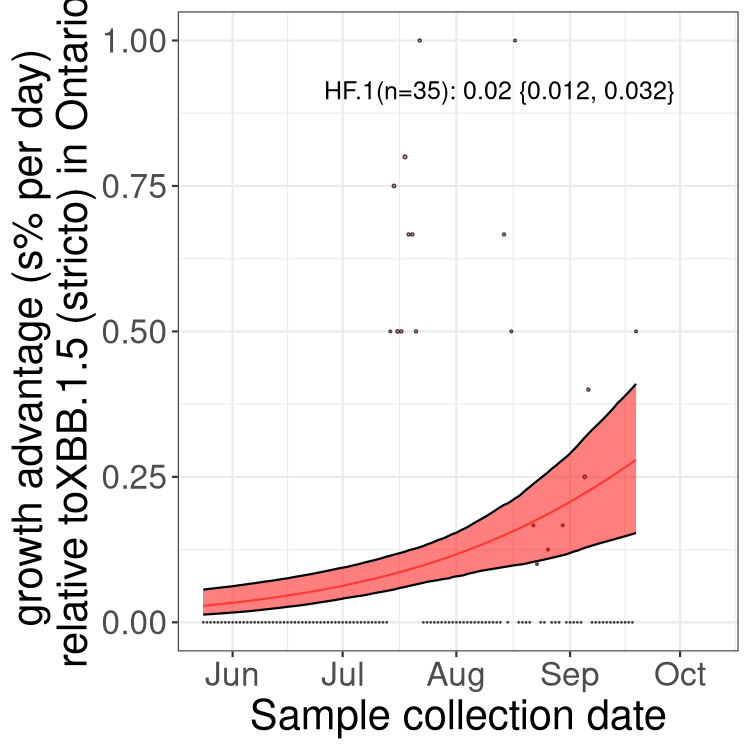 growth advantage (s% per day)
relative toXBB.1.5 (stricto) in Ontario
1.00
0.75
0.50
0.25
0.00
HF.1(n=35): 0.02 {0.012, 0.032}
Jun Jul Aug Sep Oct
Sample collection date